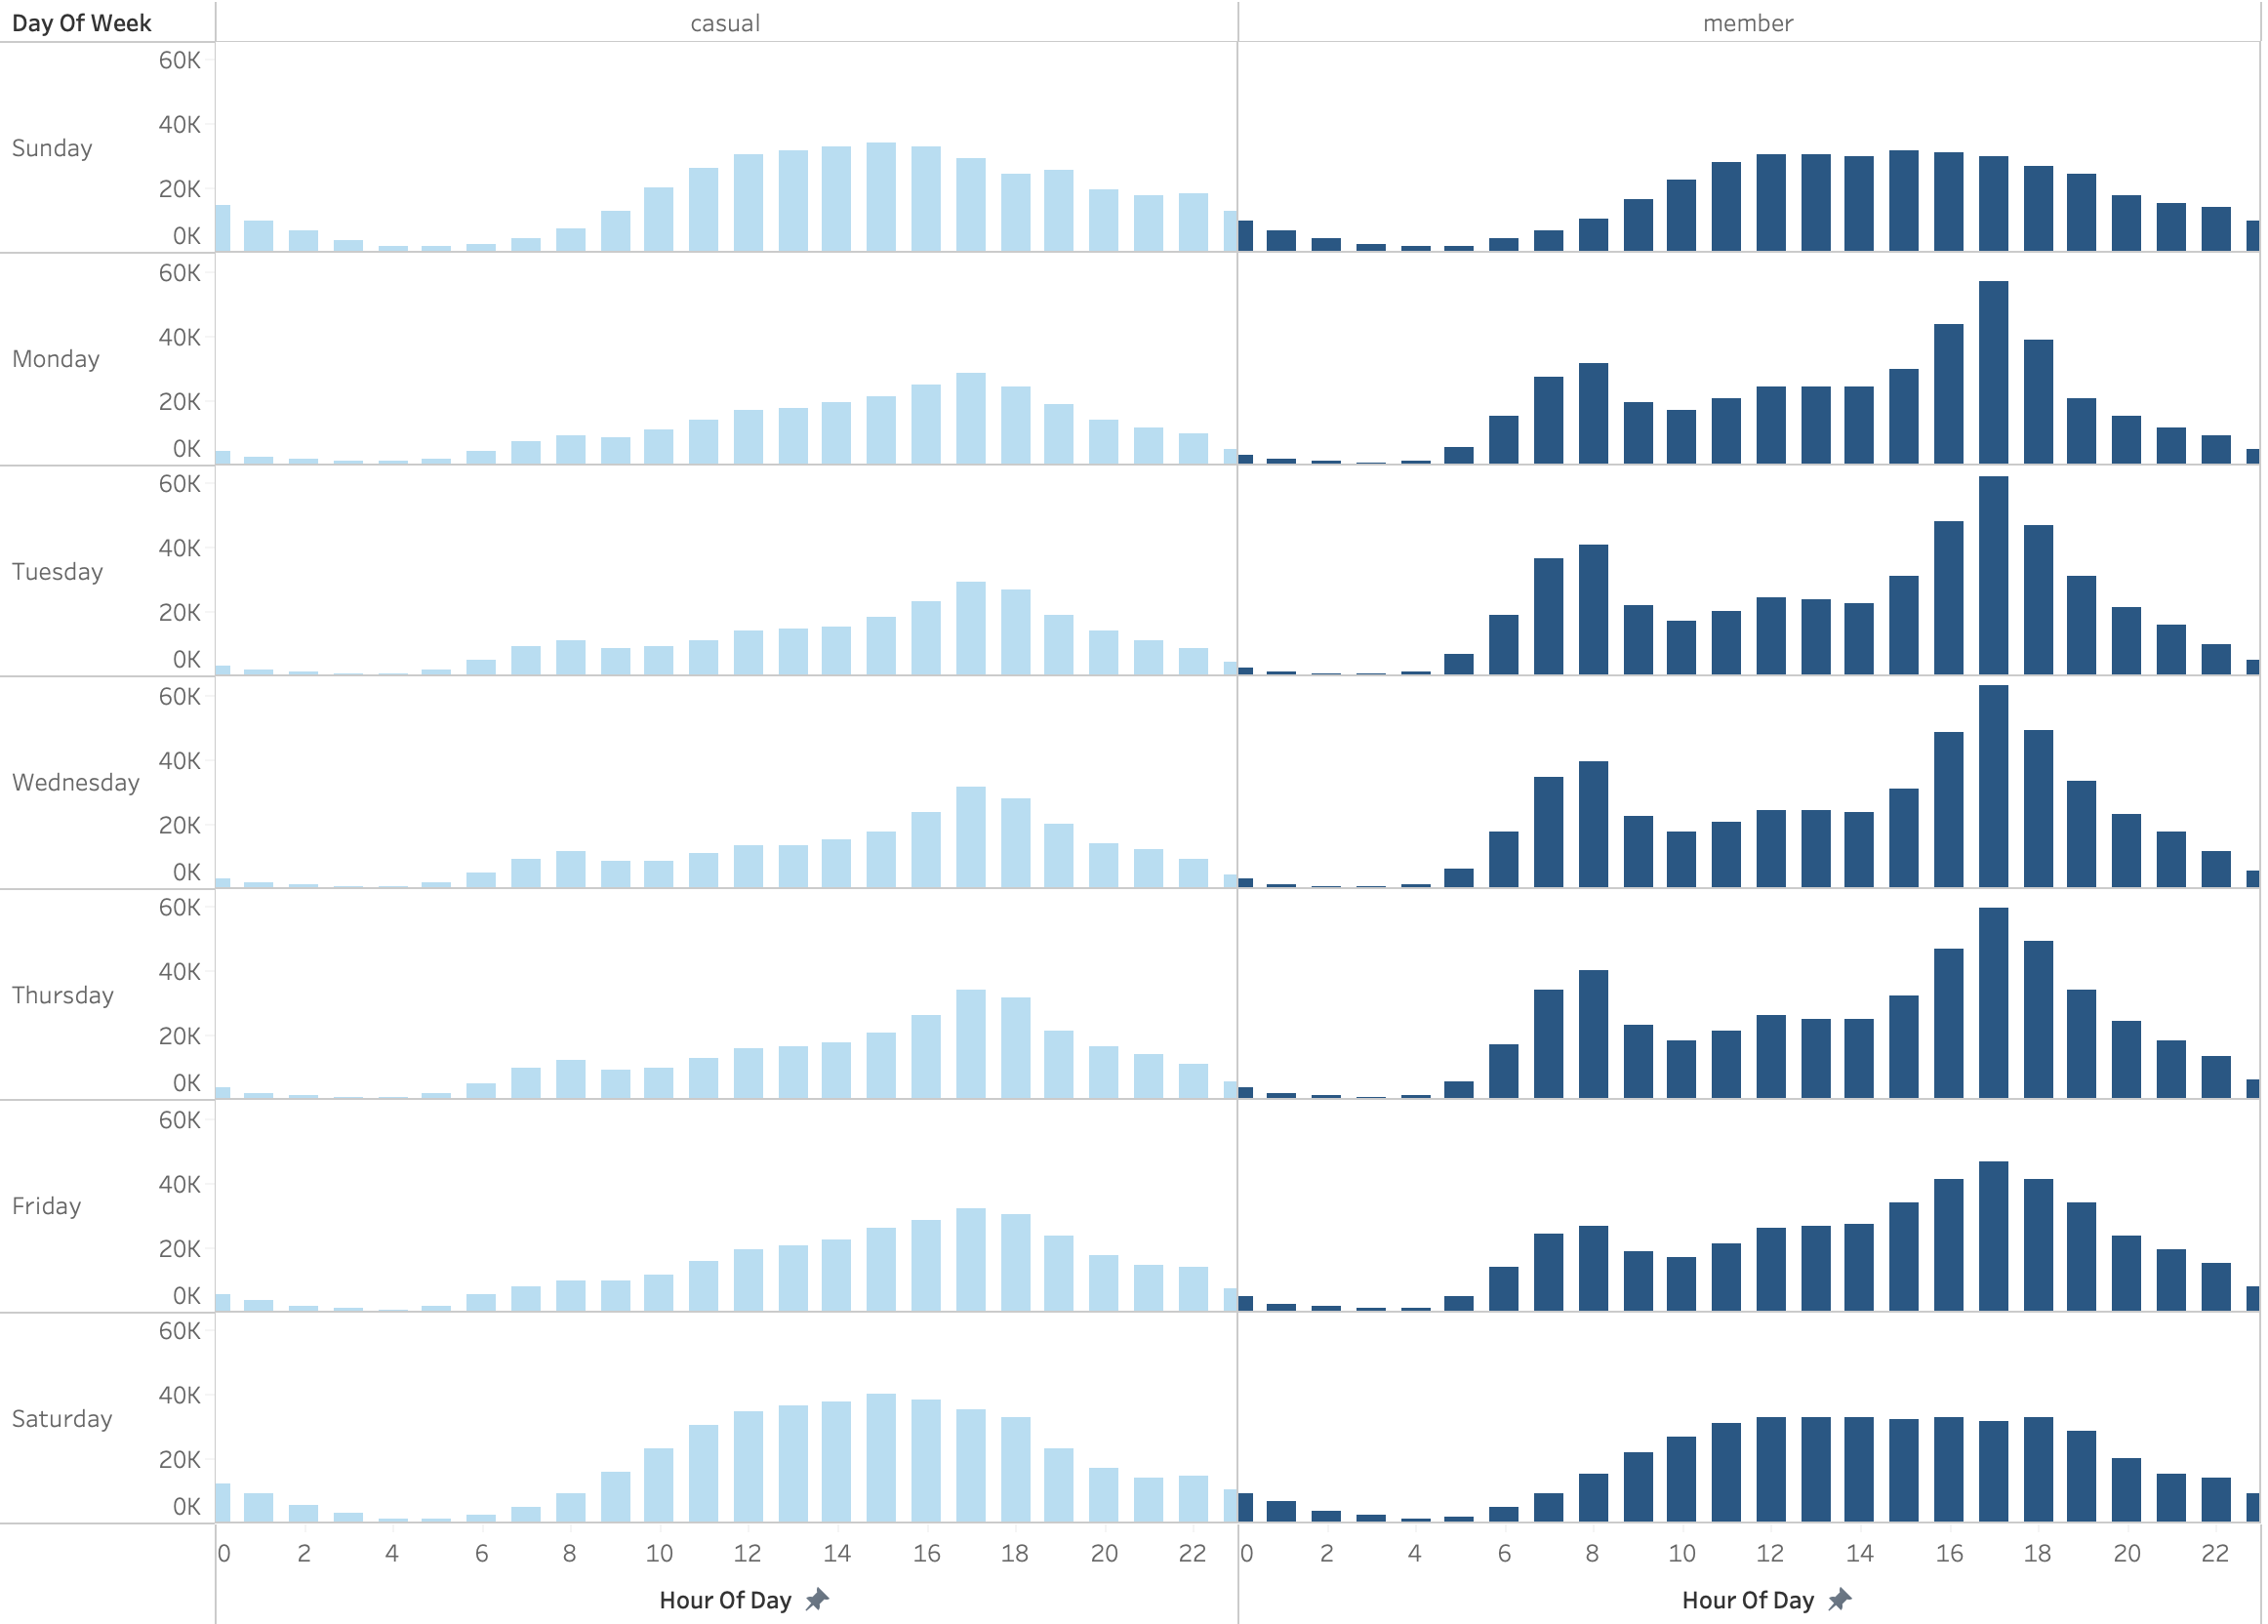 Day Of Week casual member
60K
40K
Sunday
20K
0K
60K
40K
Monday
20K
0K
60K
40K
Tuesday
20K
0K
60K
40K
Wednesday
20K
0K
60K
40K
Thursday
20K
0K
60K
40K
Friday
20K
0K
60K
40K
Saturday
20K
0K
0 2 4 6 8 10 12 14 16 18 20 22 0 2 4 6 8 10 12 14 16 18 20 22
Hour Of Day Hour Of Day